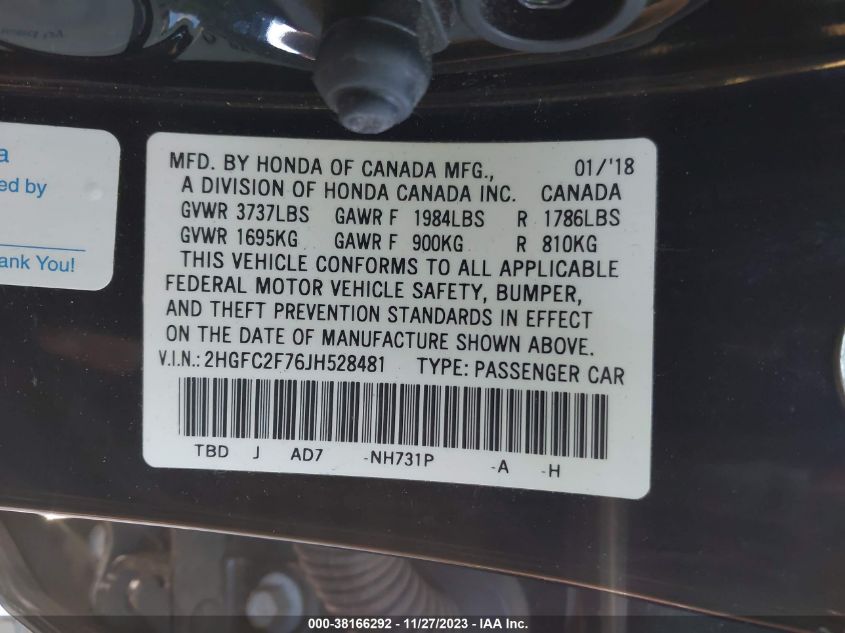 a
ed by
ank You!
MFD. BY HONDA OF CANADA MFG., 01/'18
A DIVISION OF HONDA CANADA INC. CANADA
GVWR 3737LBS GAWR F 1984LBS R 1786LBS
GVWR 1695KG GAWR F 900KG R 810KG
THIS VEHICLE CONFORMS TO ALL APPLICABLE
FEDERAL MOTOR VEHICLE SAFETY, BUMPER,
AND THEFT PREVENTION STANDARDS IN EFFECT
ON THE DATE OF MANUFACTURE SHOWN ABOVE.
V.I.N.: 2HGFC2F76JH528481 TYPE: PASSENGER CAR
TBD J AD7 -NH731P -A -H
000-38166292 - 11/27/2023 - IAA Inc.